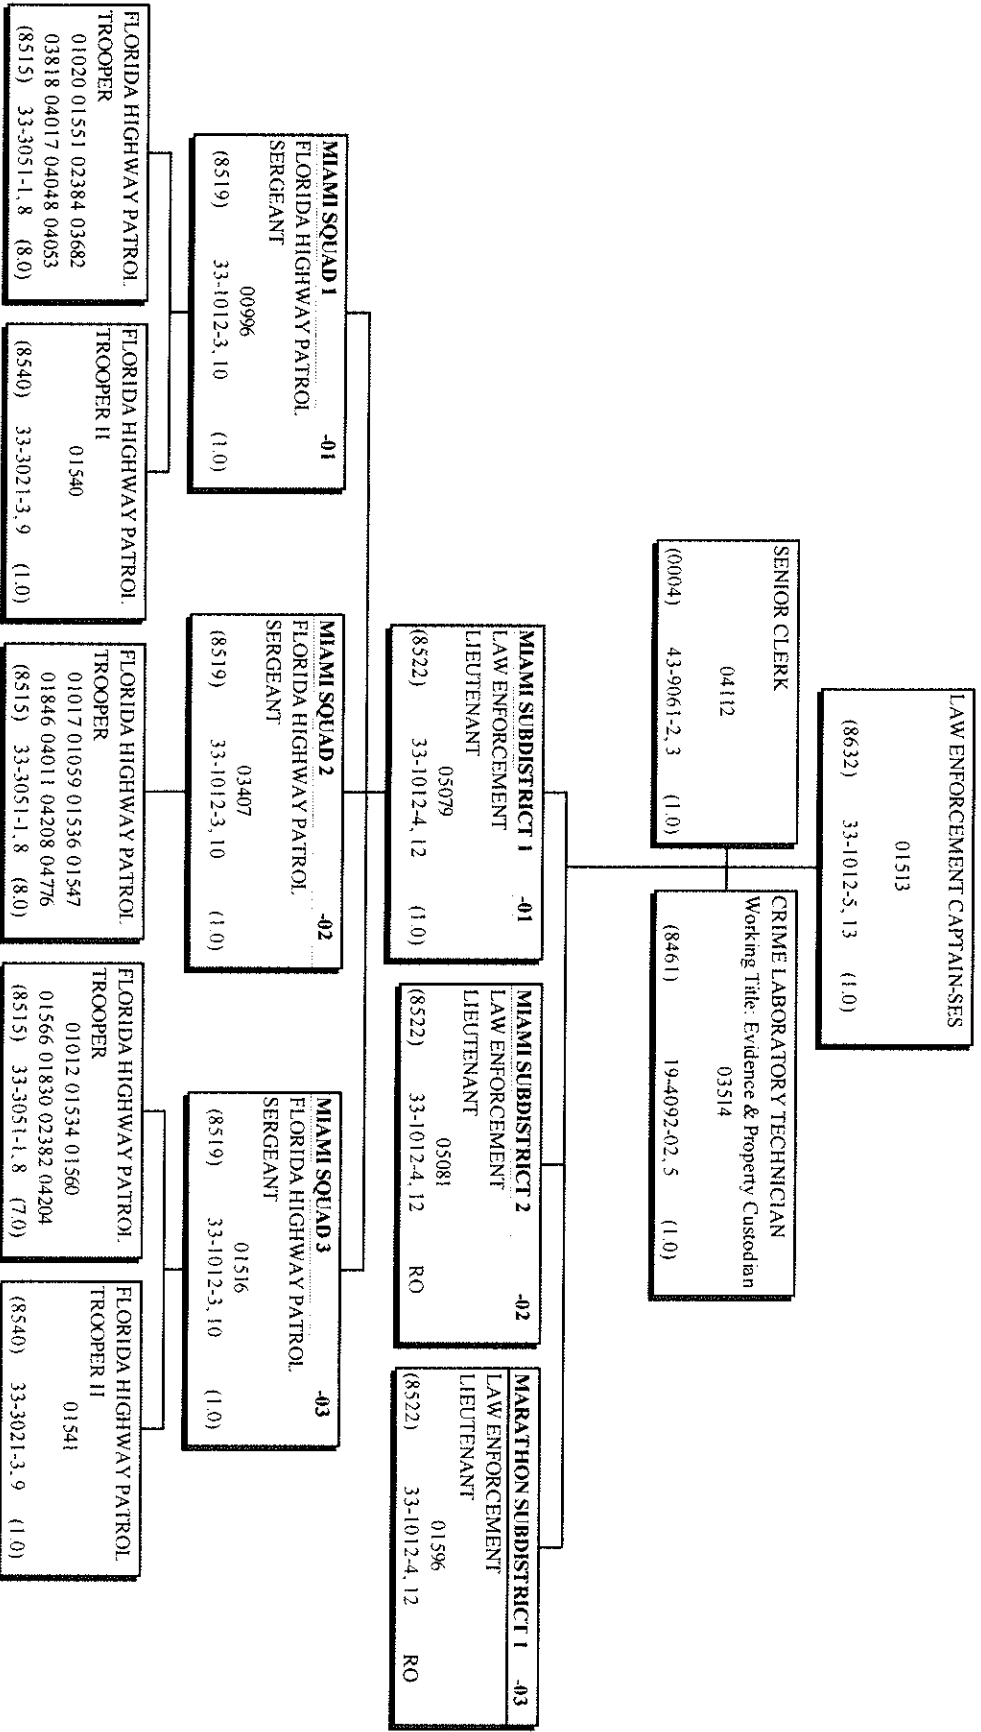 LAW ENFORCEMENT CAPTAIN-SES
01513
(8632) 33-1012-5, 13 (1.0)
SENIOR CLERK
04112
(0004) 43-9061-2, 3 (1.0)
CRIME LABORATORY TECHNICIAN
Working Title: Evidence & Property Custodian
03514
(8461) 19-4092-02, 5 (1.0)
MIAMI SUBDISTRICT 1 -01
LAW ENFORCEMENT
LIEUTENANT
05079
(8522) 33-1012-4, 12 (1.0)
MIAMI SUBDISTRICT 2 -02
LAW ENFORCEMENT
LIEUTENANT
05081
(8522) 33-1012-4, 12 RO
MARATHON SUBDISTRICT 1 -03
LAW ENFORCEMENT
LIEUTENANT
01596
(8522) 33-1012-4, 12 RO
MIAMI SQUAD 1 -01
FLORIDA HIGHWAY PATROL
SERGEANT
00996
(8519) 33-1012-3, 10 (1.0)
MIAMI SQUAD 2 -02
FLORIDA HIGHWAY PATROL
SERGEANT
03407
(8519) 33-1012-3, 10 (1.0)
MIAMI SQUAD 3 -03
FLORIDA HIGHWAY PATROL
SERGEANT
01516
(8519) 33-1012-3, 10 (1.0)
FLORIDA HIGHWAY PATROL
TROOPER
01020 01551 02384 03682
03818 04017 04048 04053
(8515) 33-3051-1, 8 (8.0)
FLORIDA HIGHWAY PATROL
TROOPER II
01540
(8540) 33-3021-3, 9 (1.0)
FLORIDA HIGHWAY PATROL
TROOPER
01017 01059 01536 01547
01846 04011 04208 04776
(8515) 33-3051-1, 8 (8.0)
FLORIDA HIGHWAY PATROL
TROOPER
01012 01534 01560
01566 01830 02382 04204
(8515) 33-3051-1, 8 (7.0)
FLORIDA HIGHWAY PATROL
TROOPER II
01541
(8540) 33-3021-3, 9 (1.0)